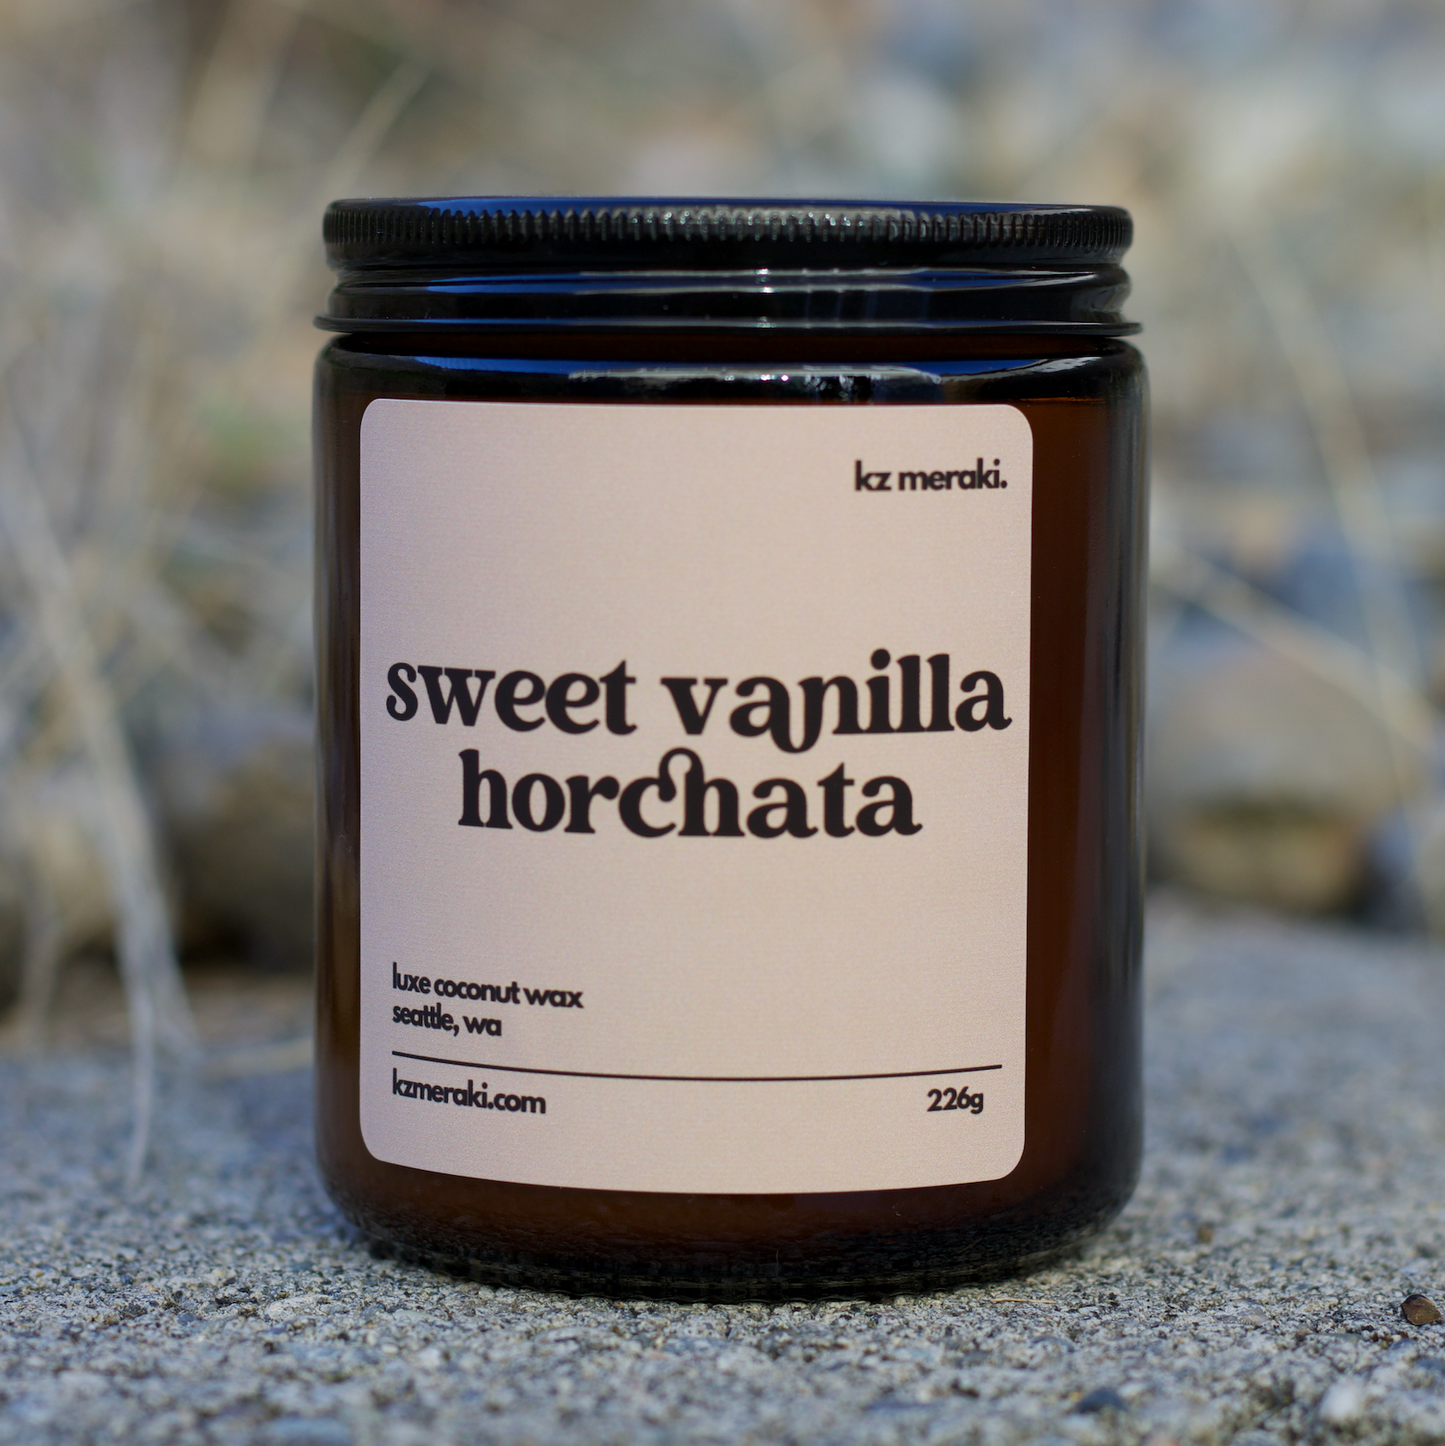 kz meraki.
sweet vanilla
horchata
luxe coconut wax
seattle, wa
kzmeraki.com
226g